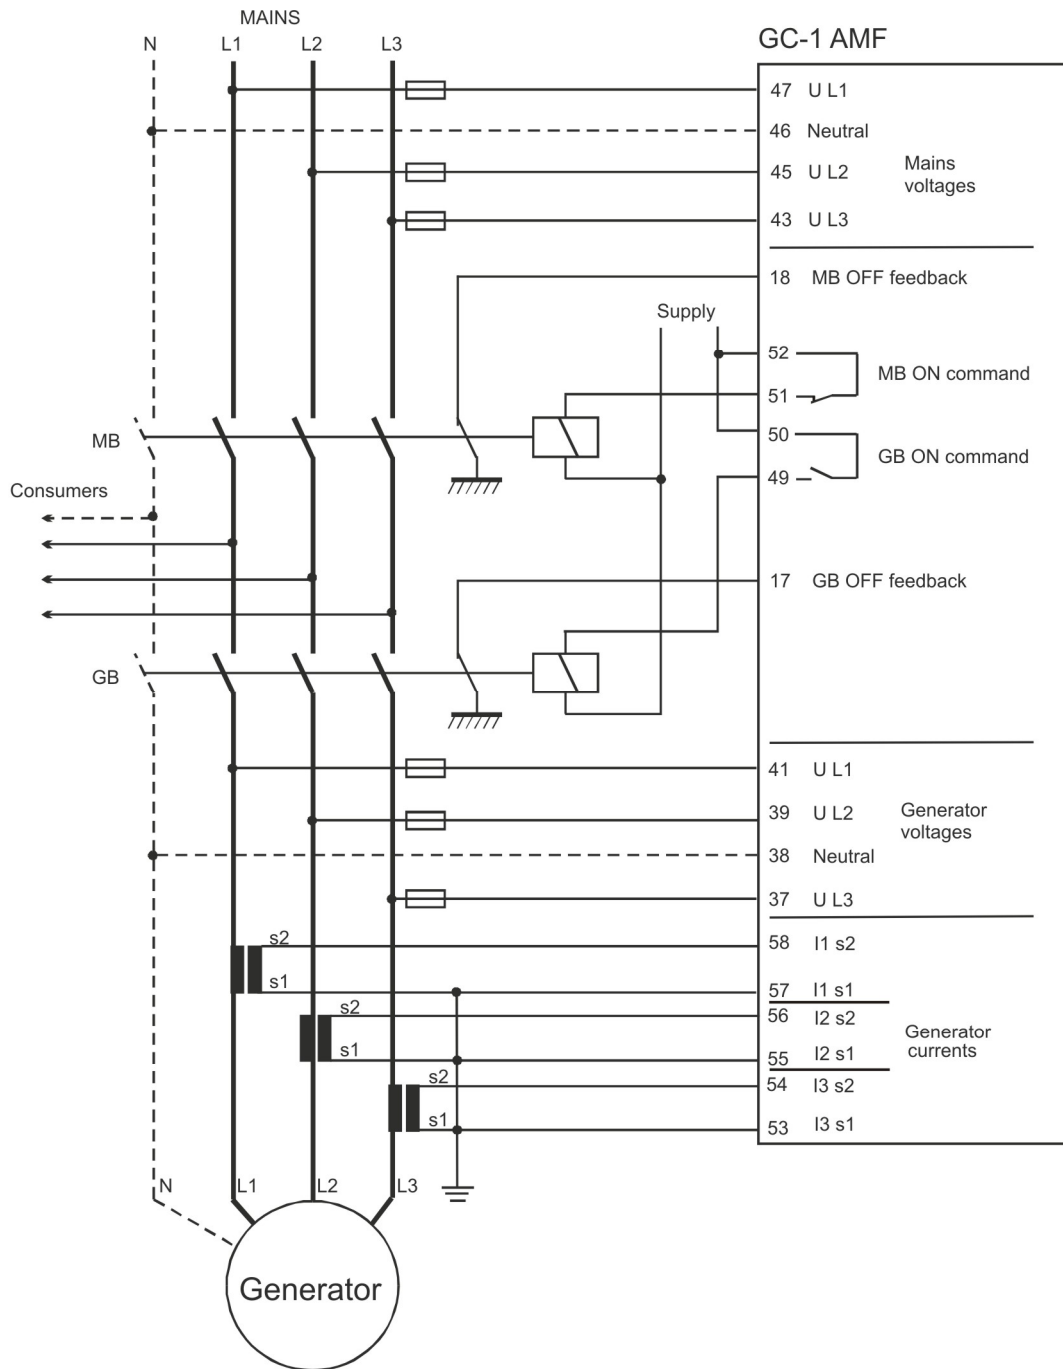 MAINS
N L1 L2 L3
GC-1 AMF
47 U L1
46 Neutral
45 U L2
Mains
voltages
43 U L3
18 MB OFF feedback
Supply
52
MB ON command
51
50
GB ON command
49
MB
Consumers
17 GB OFF feedback
GB
41 U L1
39 U L2
Generator
voltages
38 Neutral
37 U L3
s2
58 I1 s2
s1
57 I1 s1
s2
56 I2 s2
Generator
currents
s1
55 I2 s1
s2
54 I3 s2
s1
53 I3 s1
N L1 L2 L3
Generator